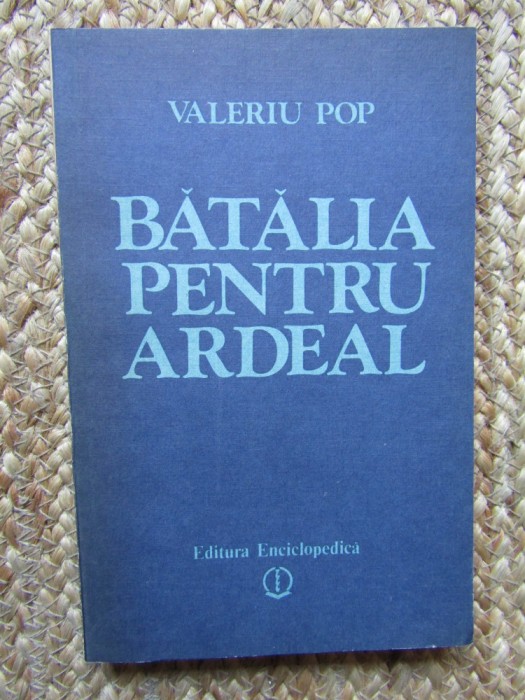 VALERIU POP
BĂTĂLIA
PENTRU
ARDEAL
Editura Enciclopedică